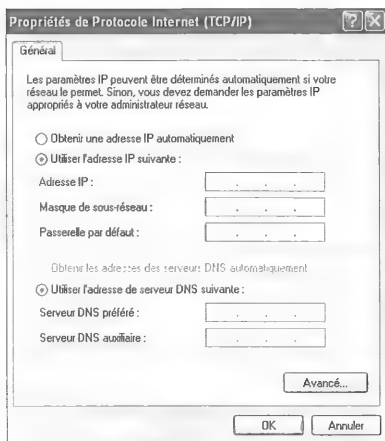 Propriétés de Protocole Internet (TCP/IP)
Général
Les paramètres IP peuvent être déterminés automatiquement si votre
réseau le permet. Sinon, vous devez demander les paramètres IP
appropriés à votre administrateur réseau.
Obtenir une adresse IP automatiquement
Utiliser l'adresse IP suivante :
Adresse IP :
Masque de sous-réseau :
Passerelle par défaut :
Obtenir les adresses des serveurs DNS automatiquement
Utiliser l'adresse de serveur DNS suivante :
Serveur DNS préféré :
Serveur DNS auxiliaire :
Avancé...
OK Annuler